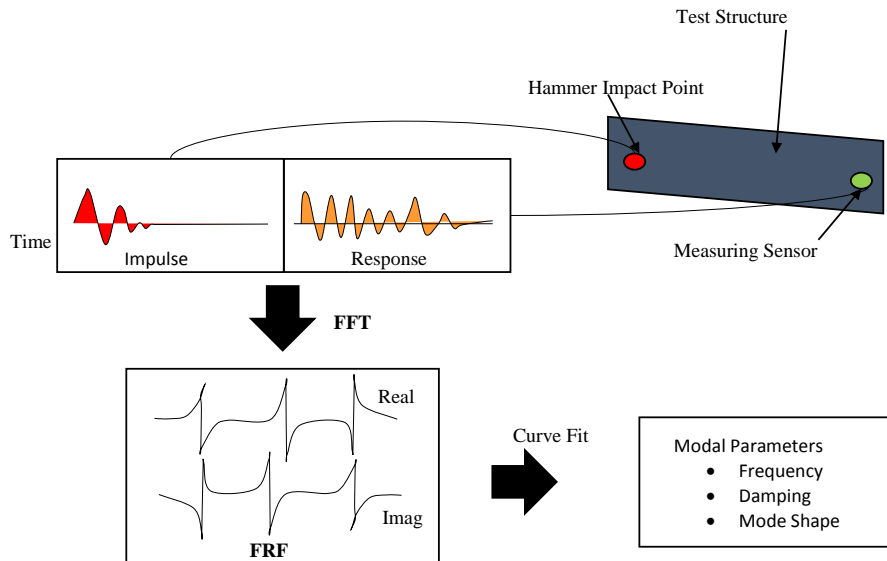 Test Structure
Hammer Impact Point
Time
Impulse
Response
Measuring Sensor
FFT
Real
Imag
FRF
Curve Fit
Modal Parameters
• Frequency
• Damping
• Mode Shape